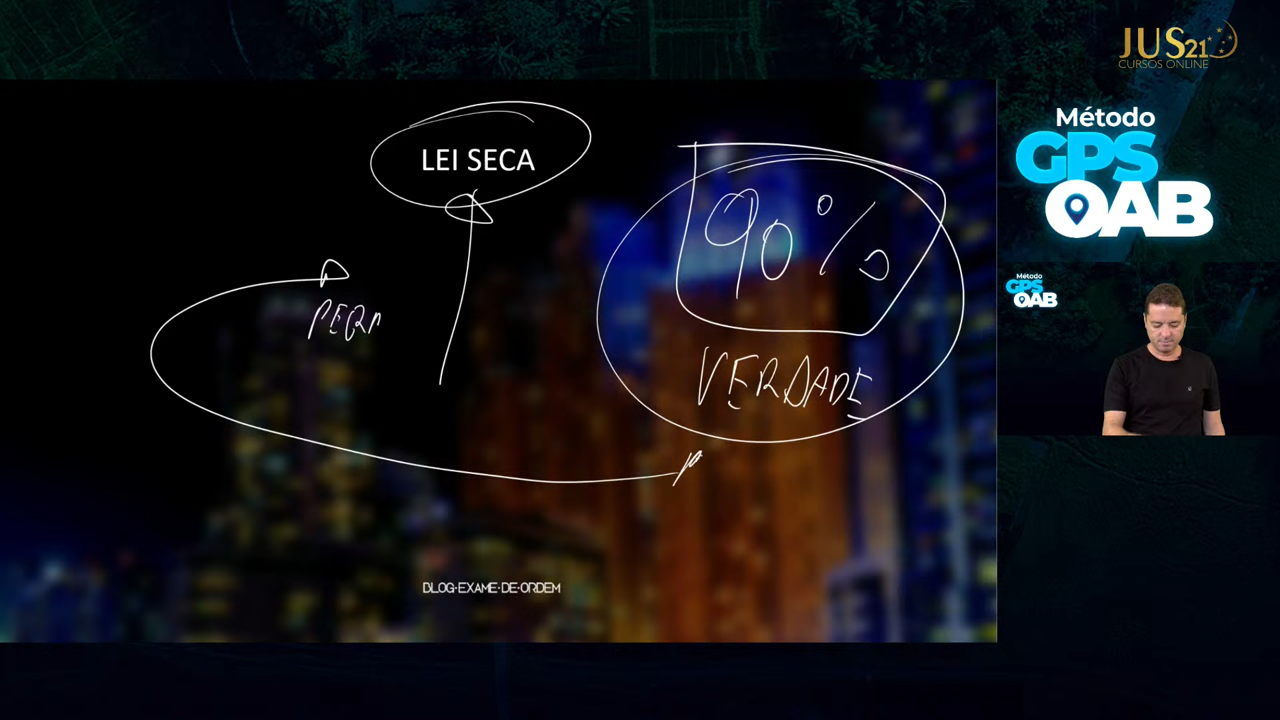 JUS21
CURSOS ONLINE
Método
GPS
OAB
LEI SECA
90%
VERDADE
Método
GPS
OAB
BLOG·EXAME·DE·ORDEM